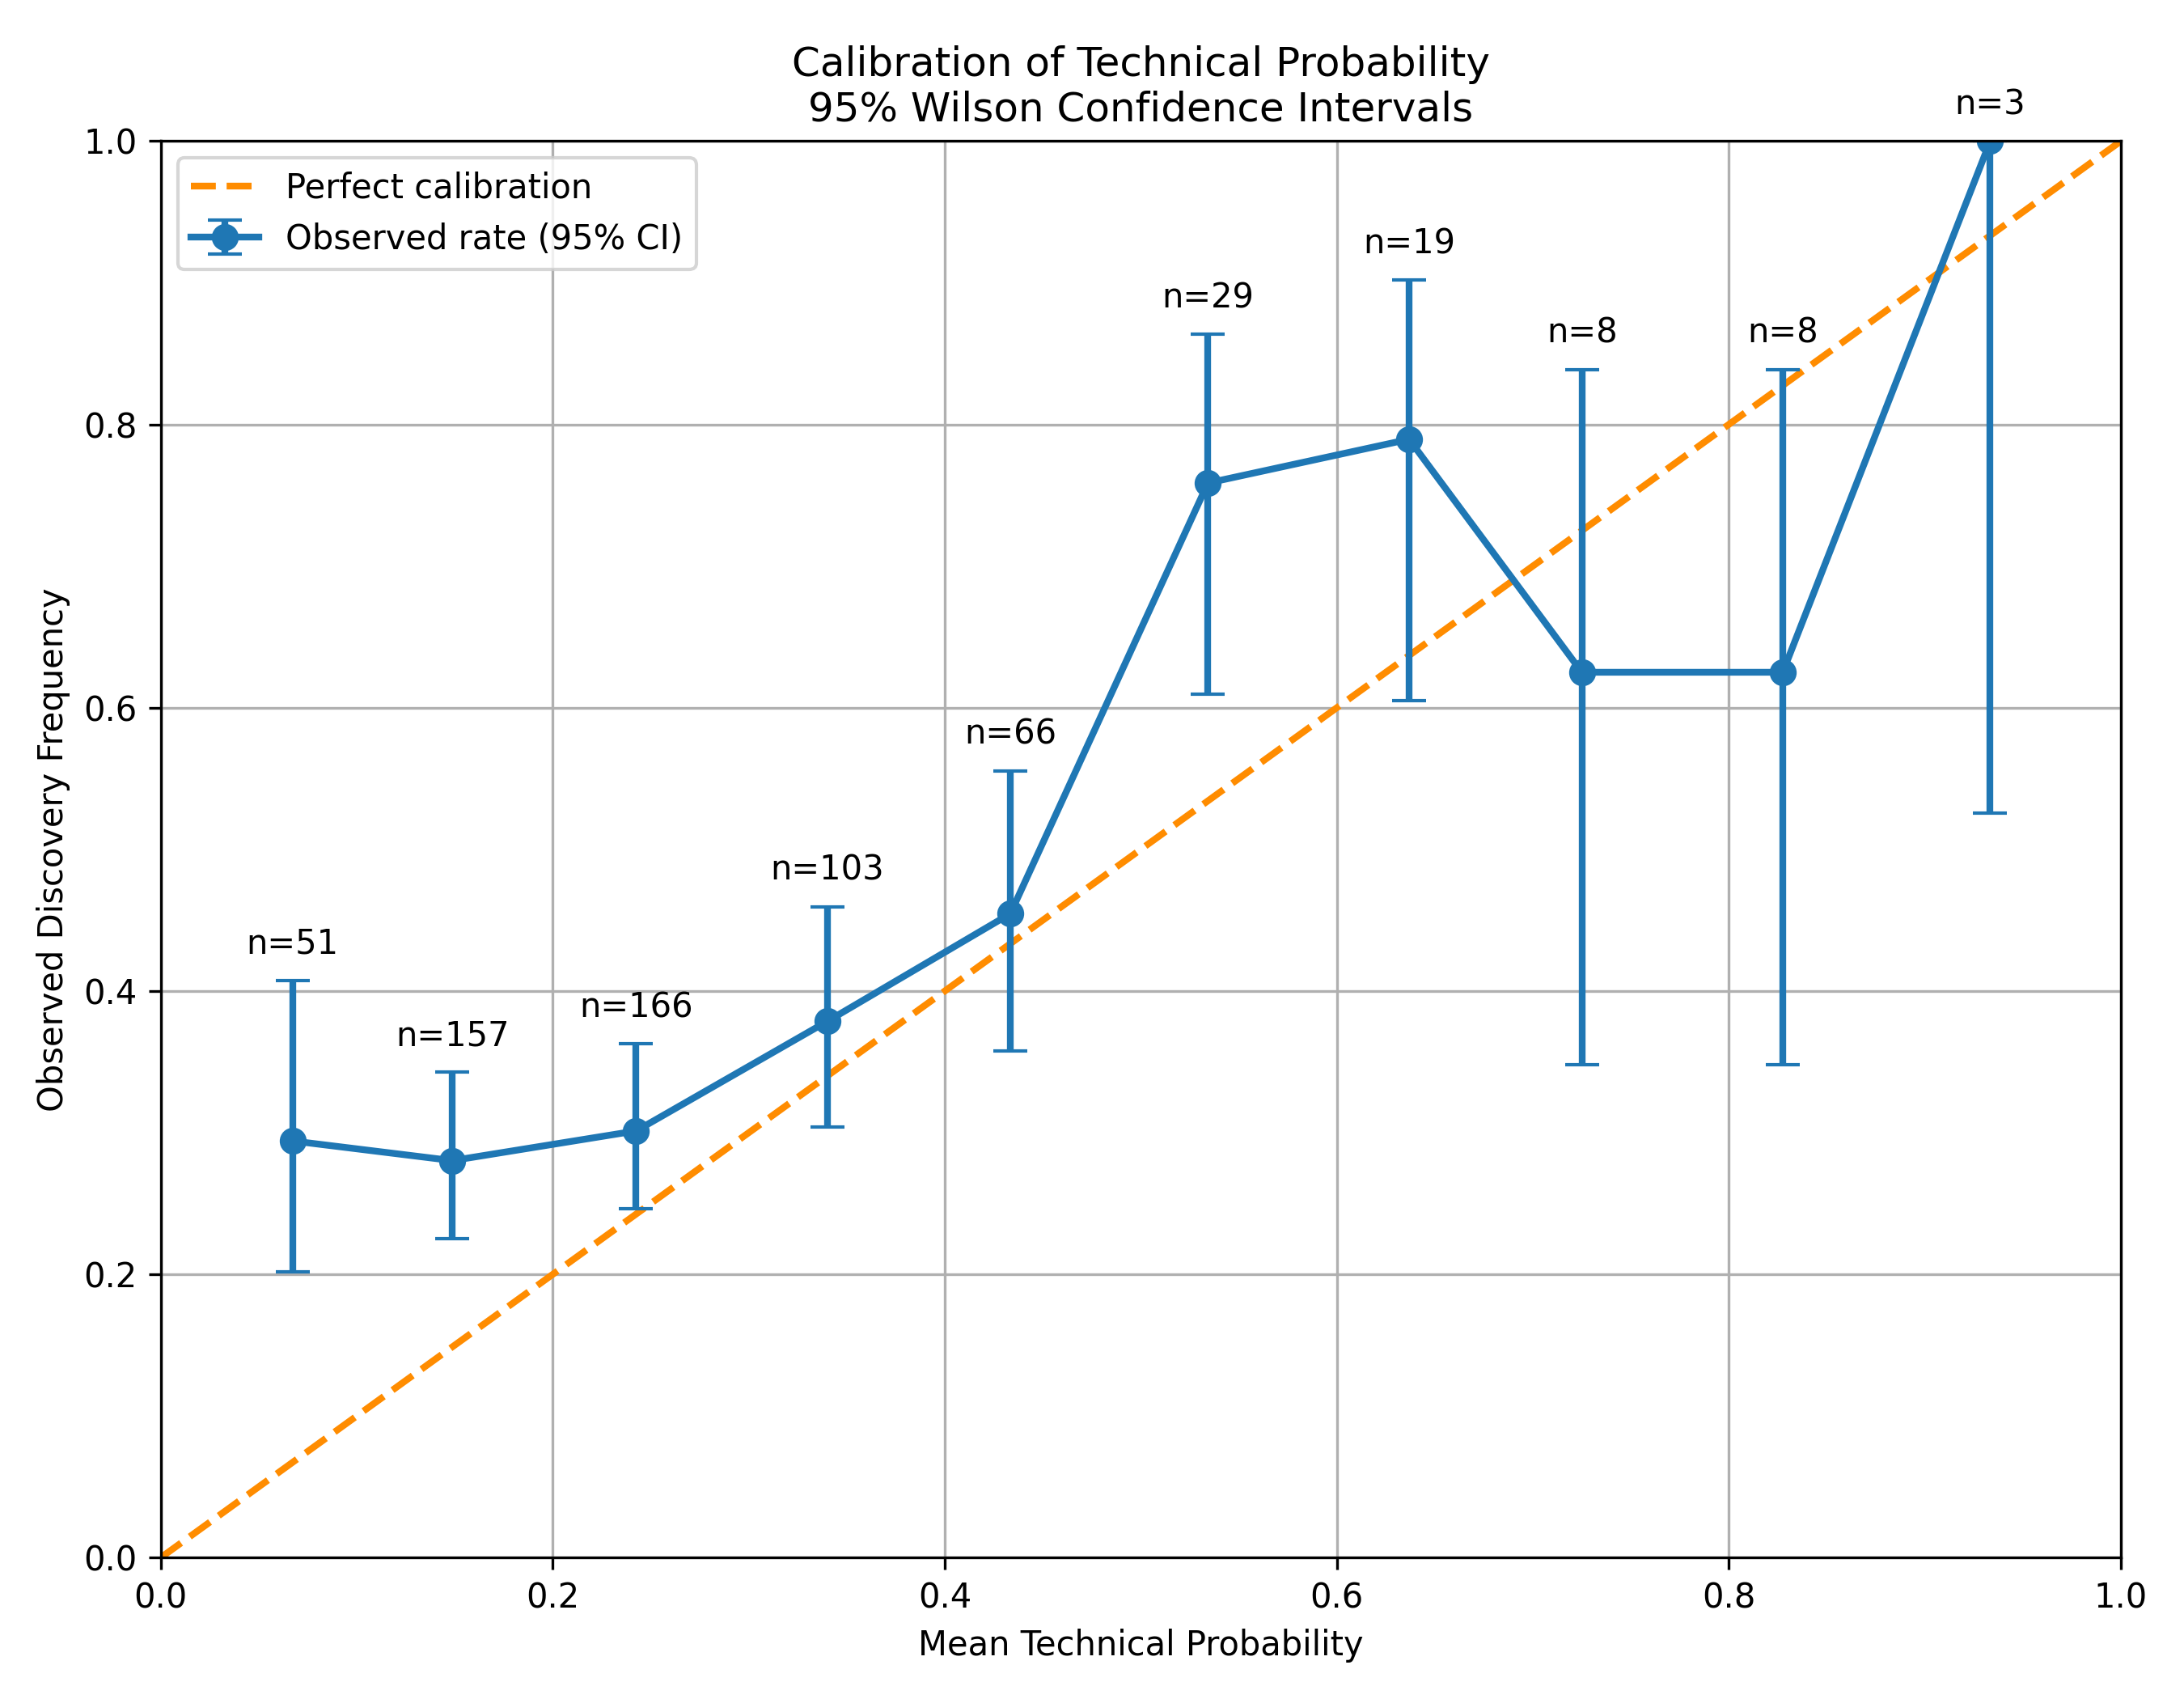 Calibration of Technical Probability
95% Wilson Confidence Intervals
Perfect calibration
Observed rate (95% CI)
n=3
n=19
n=29
n=8
n=8
n=66
n=103
n=51
n=166
n=157
1.0
0.8
0.6
0.4
0.2
0.0
Observed Discovery Frequency
0.0
0.2
0.4
0.6
0.8
1.0
Mean Technical Probability